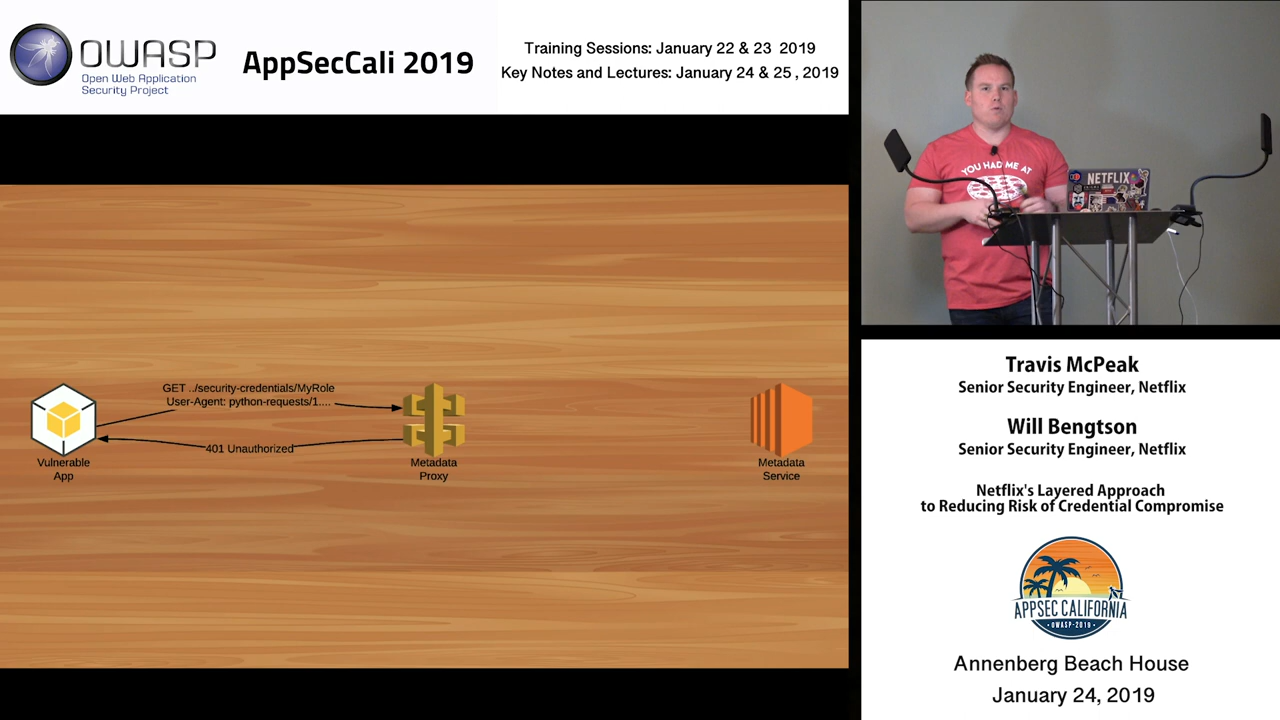 OWASP
Open Web Application
Security Project
AppSecCali 2019
Training Sessions: January 22 & 23 2019
Key Notes and Lectures: January 24 & 25 , 2019
YOU HAD ME AT
NETFLIX
GET ../security-credentials/MyRole
User-Agent: python-requests/1....
401 Unauthorized
Vulnerable
App
Metadata
Proxy
Metadata
Service
Travis McPeak
Senior Security Engineer, Netflix
Will Bengtson
Senior Security Engineer, Netflix
Netflix's Layered Approach
to Reducing Risk of Credential Compromise
APPSEC CALIFORNIA
• OWASP-2019 •
Annenberg Beach House
January 24, 2019